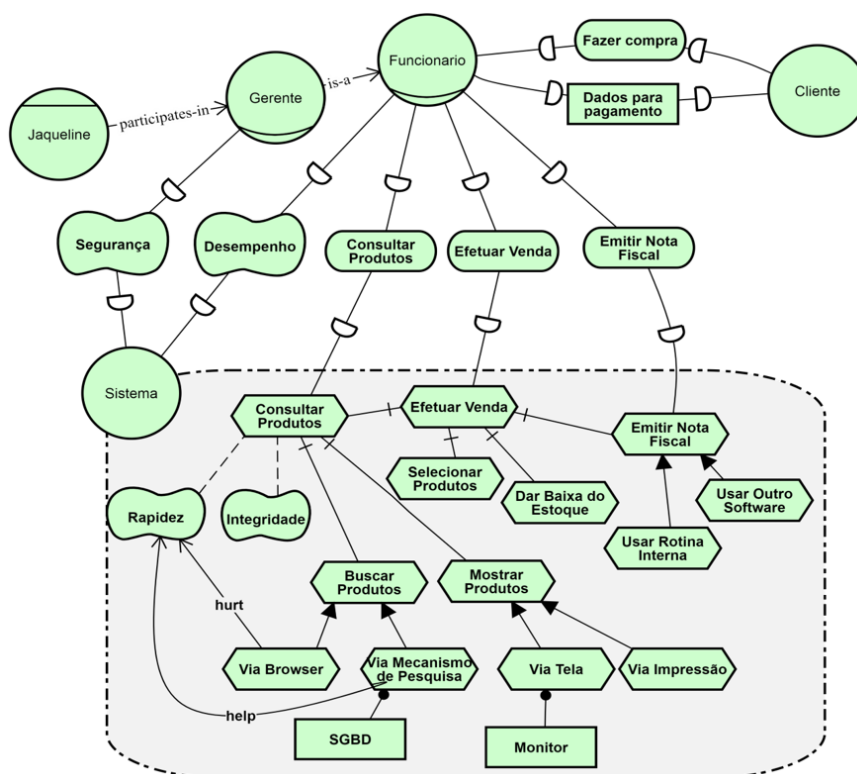 Fazer compra
Funcionario
is-a
Gerente
Cliente
Dados para
pagamento
participates-in
Jaqueline
Segurança
Desempenho
Consultar
Produtos
Efetuar Venda
Emitir Nota
Fiscal
Sistema
Consultar
Produtos
Efetuar Venda
Emitir Nota
Fiscal
Selecionar
Produtos
Dar Baixa do
Estoque
Usar Outro
Software
Rapidez
Integridade
Usar Rotina
Interna
Buscar
Produtos
Mostrar
Produtos
hurt
Via Browser
Via Mecanismo
de Pesquisa
Via Tela
Via Impressão
help
SGBD
Monitor